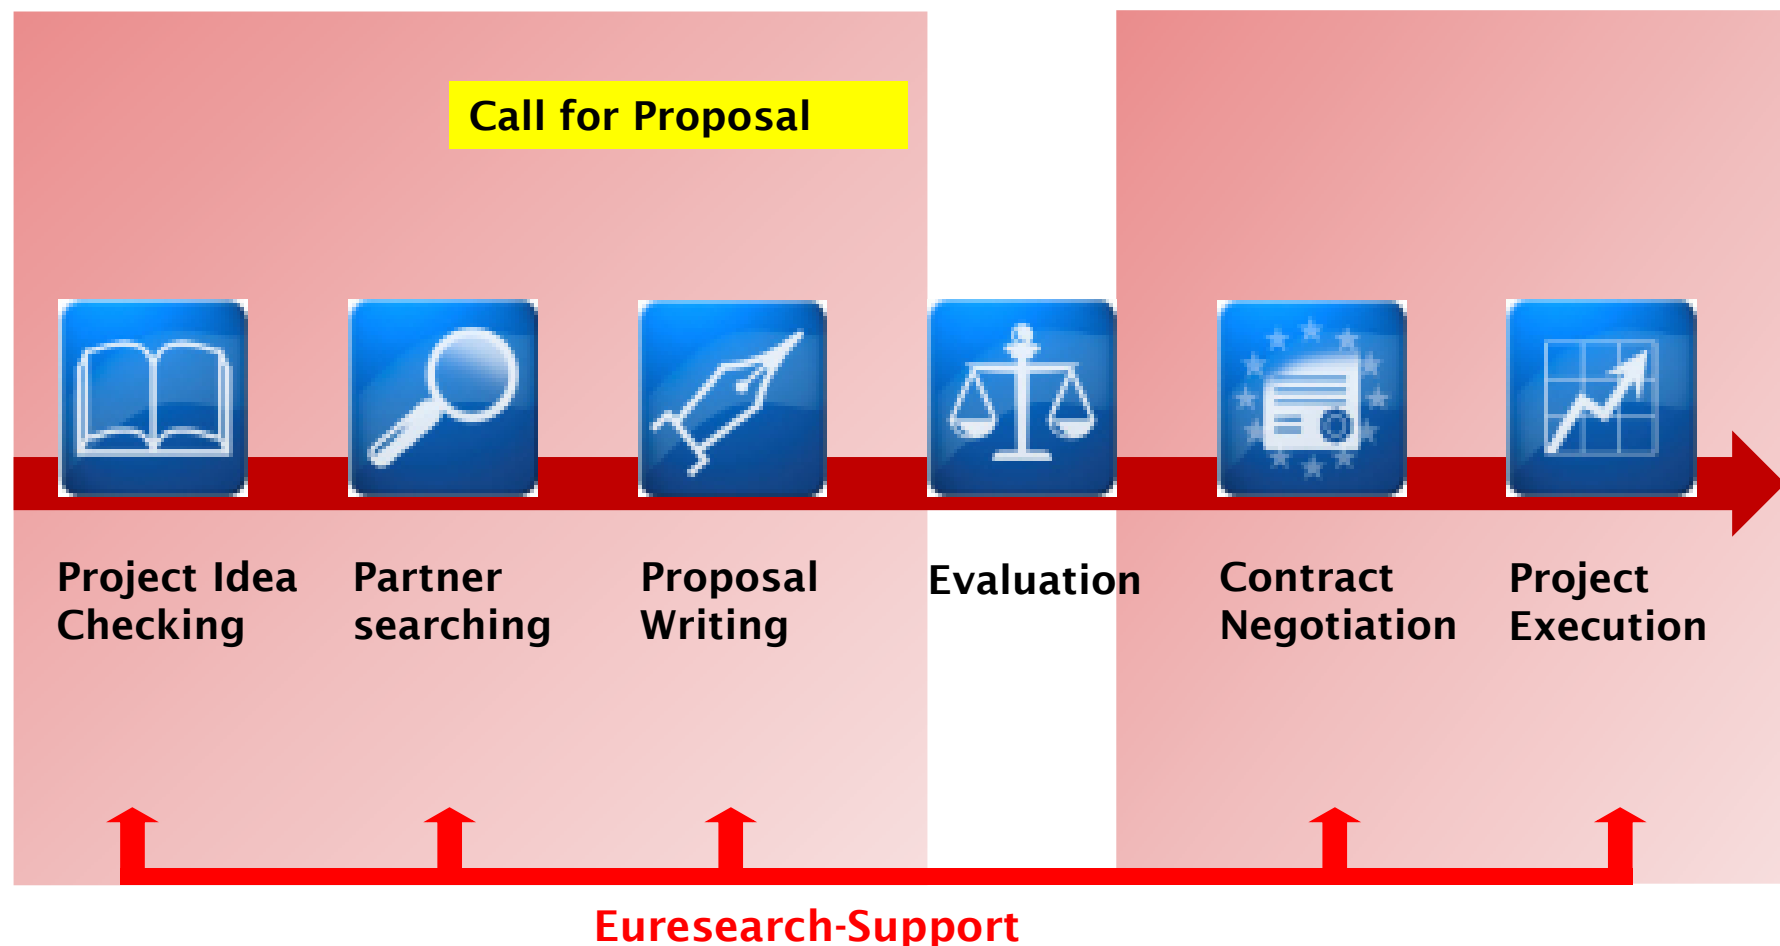 Call for Proposal
Project Idea
Checking
Partner
searching
Proposal
Writing
Evaluation
Contract
Negotiation
Project
Execution
Euresearch-Support